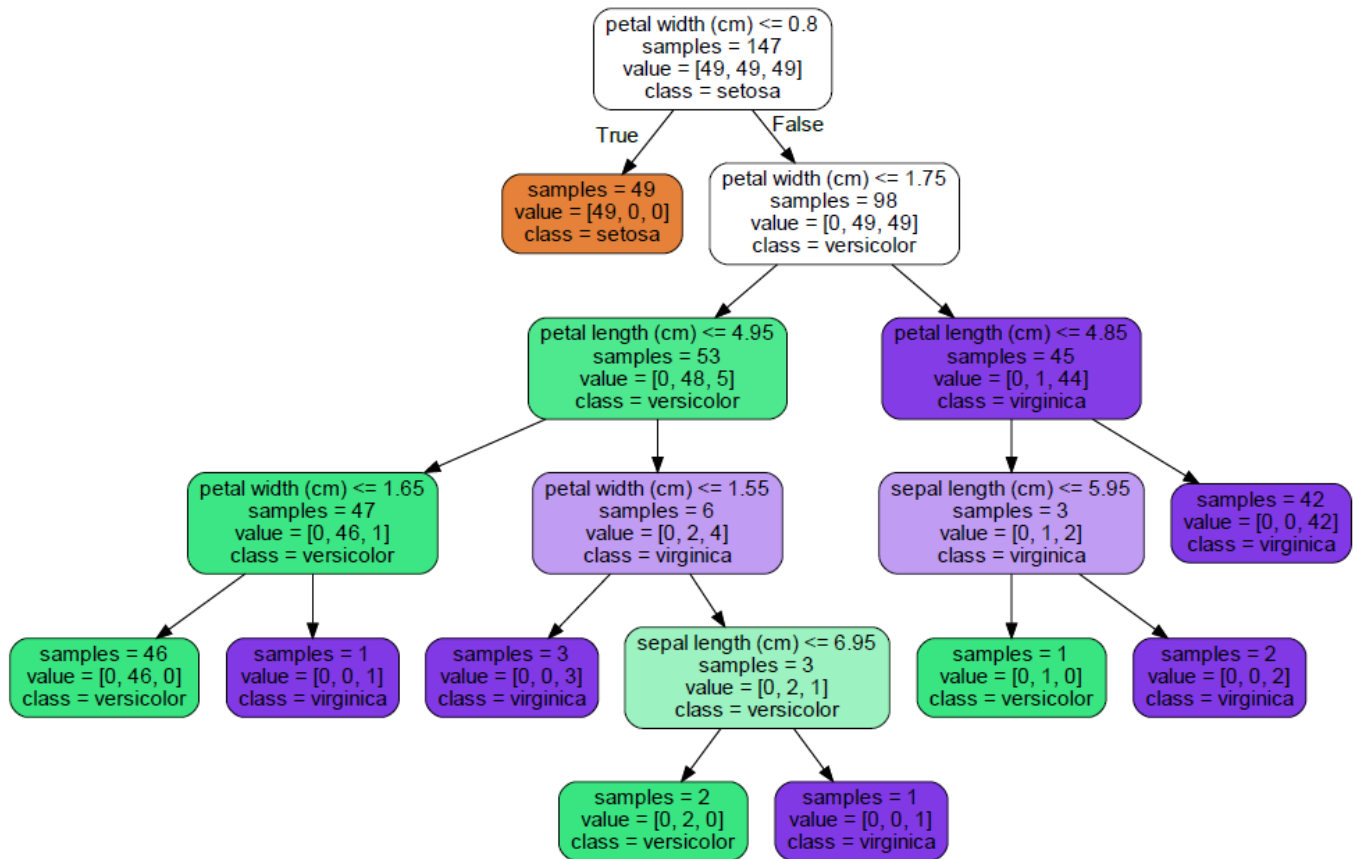 petal width (cm) <= 0.8
samples = 147
value = [49, 49, 49]
class = setosa
True
False
samples = 49
value = [49, 0, 0]
class = setosa
petal width (cm) <= 1.75
samples = 98
value = [0, 49, 49]
class = versicolor
petal length (cm) <= 4.95
samples = 53
value = [0, 48, 5]
class = versicolor
petal length (cm) <= 4.85
samples = 45
value = [0, 1, 44]
class = virginica
petal width (cm) <= 1.65
samples = 47
value = [0, 46, 1]
class = versicolor
petal width (cm) <= 1.55
samples = 6
value = [0, 2, 4]
class = virginica
sepal length (cm) <= 5.95
samples = 3
value = [0, 1, 2]
class = virginica
samples = 42
value = [0, 0, 42]
class = virginica
samples = 46
value = [0, 46, 0]
class = versicolor
samples = 1
value = [0, 0, 1]
class = virginica
samples = 3
value = [0, 0, 3]
class = virginica
sepal length (cm) <= 6.95
samples = 3
value = [0, 2, 1]
class = versicolor
samples = 1
value = [0, 1, 0]
class = versicolor
samples = 2
value = [0, 0, 2]
class = virginica
samples = 2
value = [0, 2, 0]
class = versicolor
samples = 1
value = [0, 0, 1]
class = virginica